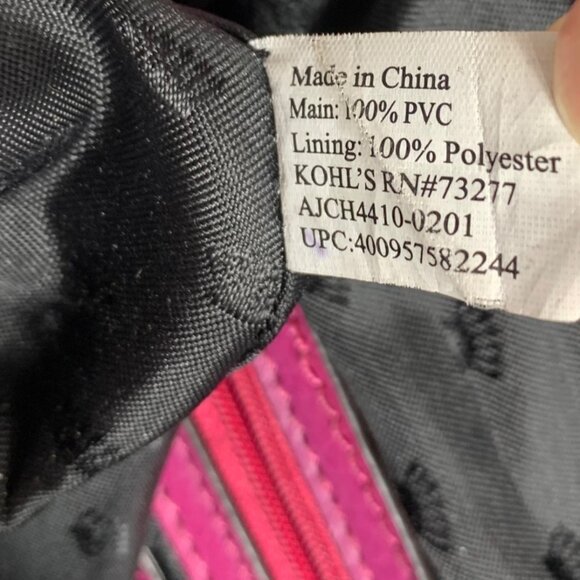 Made in China
Main: 100% PVC
Lining: 100% Polyester
KOHL'S RN#73277
AJCH4410-0201
UPC:400957582244